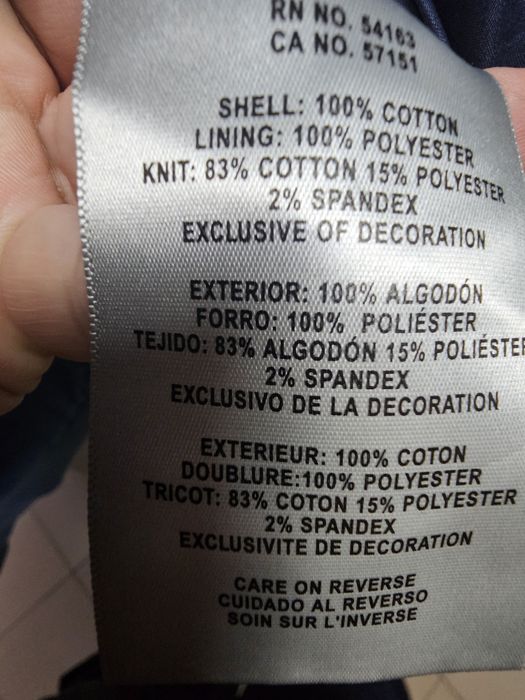 RN NO. 54163
CA NO. 57151
SHELL: 100% COTTON
LINING: 100% POLYESTER
KNIT: 83% COTTON 15% POLYESTER
2% SPANDEX
EXCLUSIVE OF DECORATION
EXTERIOR: 100% ALGODÓN
FORRO: 100% POLIÉSTER
TEJIDO: 83% ALGODÓN 15% POLIÉSTE
2% SPANDEX
EXCLUSIVO DE LA DECORATION
EXTERIEUR: 100% COTON
DOUBLURE:100% POLYESTER
TRICOT: 83% COTON 15% POLYESTER
2% SPANDEX
EXCLUSIVITE DE DECORATION
CARE ON REVERSE
CUIDADO AL REVERSO
SOIN SUR L'INVERSE